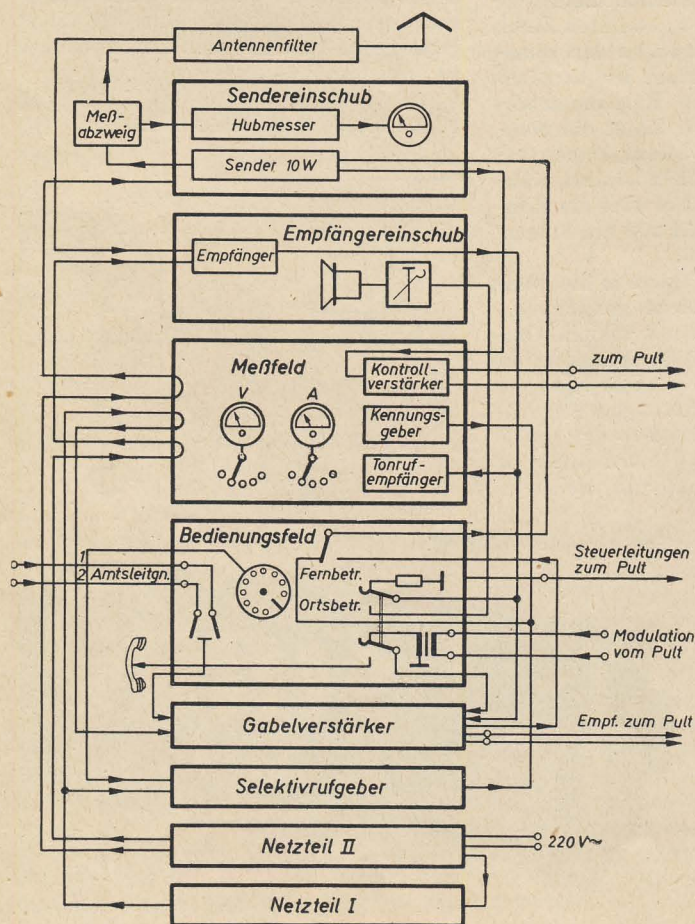 Antennenfilter
Sendereinschub
Meß-
abzweig
Hubmesser
Sender 10W
Empfängereinschub
Empfänger
Meßfeld
V
A
Kontroll-
verstärker
zum Pult
Kennungs-
geber
Tonruf-
empfänger
Bedienungsfeld
1
2 Amtsleitgn.
Fernbetr.
Ortsbetr.
Steuerleitungen
zum Pult
Modulation
vom Pult
Gabelverstärker
Empf. zum Pult
Selektivrufgeber
Netzteil II
220V~
Netzteil I